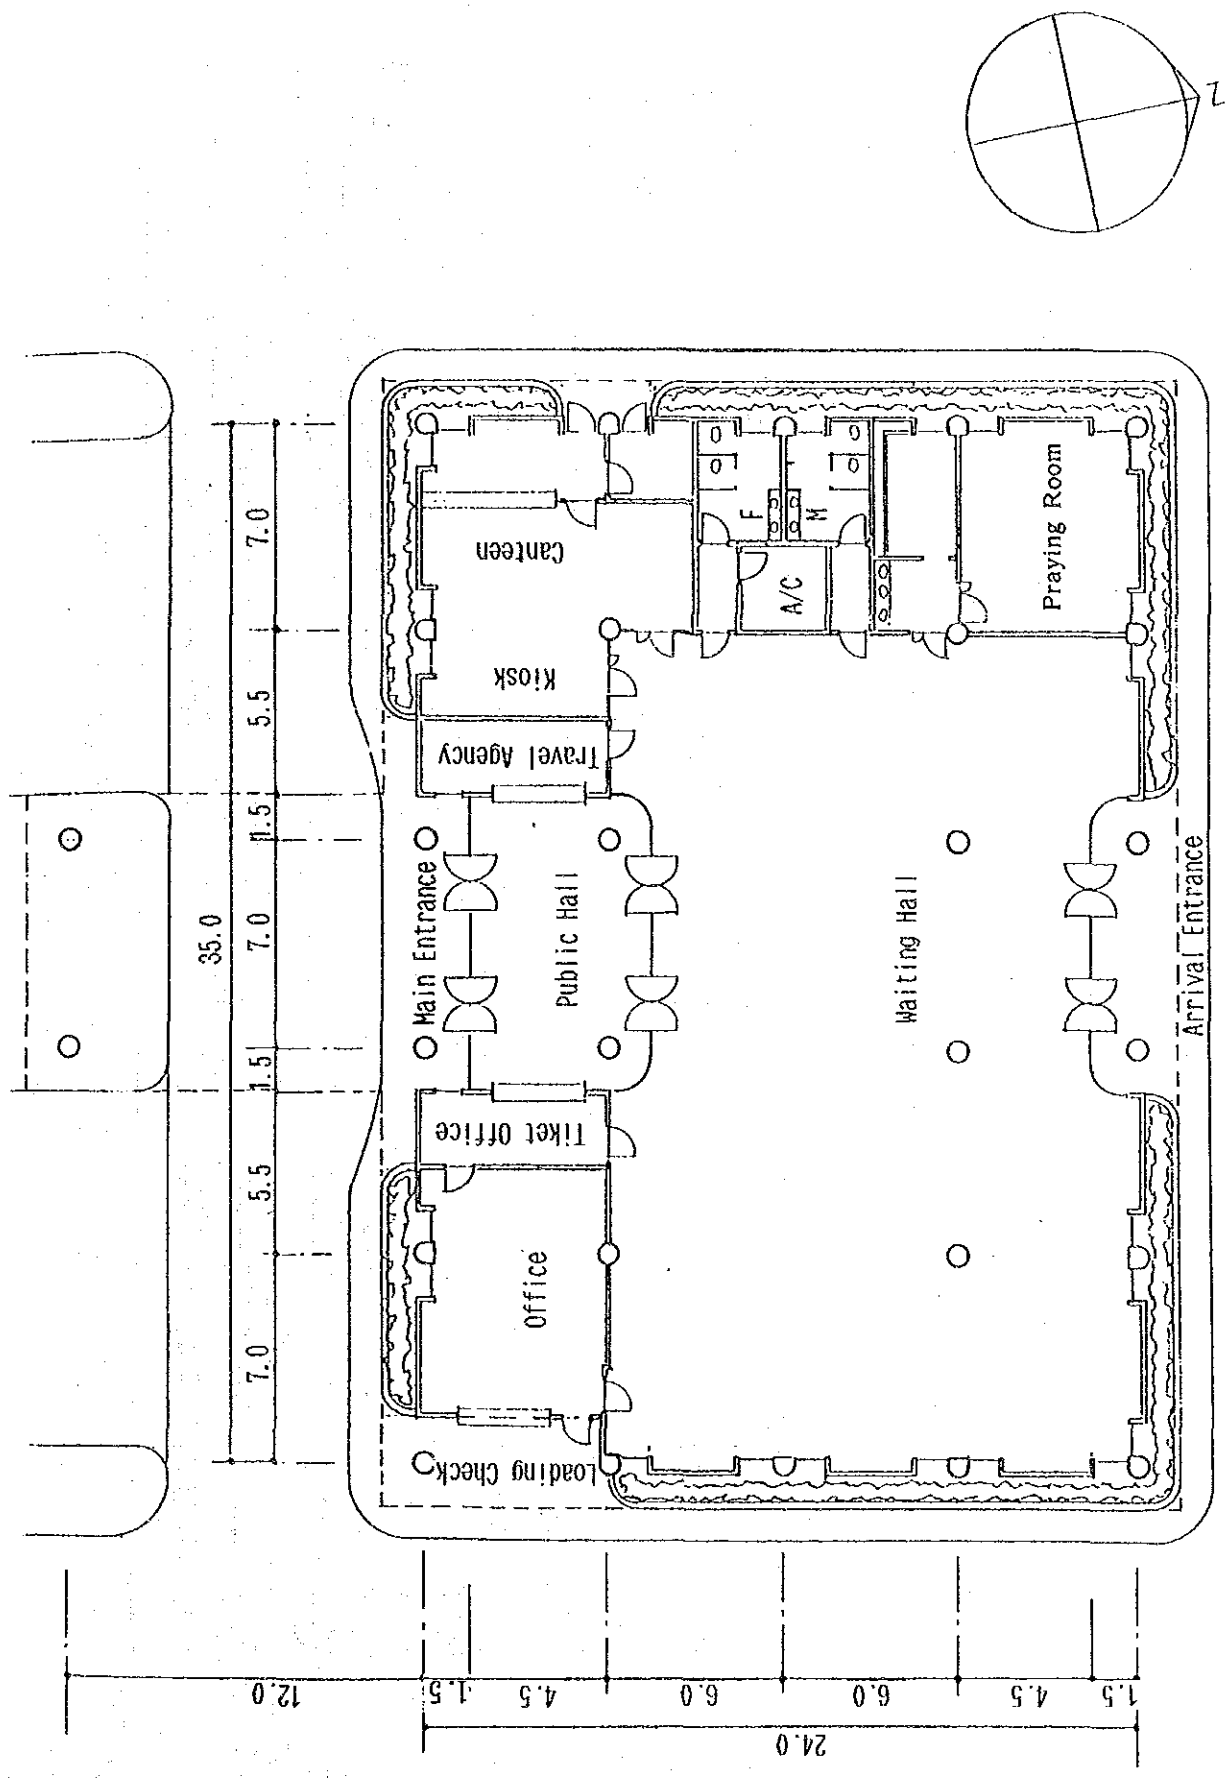 N
35.0
7.0
5.5
1.5
7.0
1.5
5.5
7.0
Canteen
Kiosk
Travel Agency
F
M
A/C
Praying Room
Main Entrance
Public Hall
Waiting Hall
Arrival Entrance
Tiket Office
Office
Loading Check
12.0
1.5
4.5
6.0
6.0
4.5
1.5
24.0